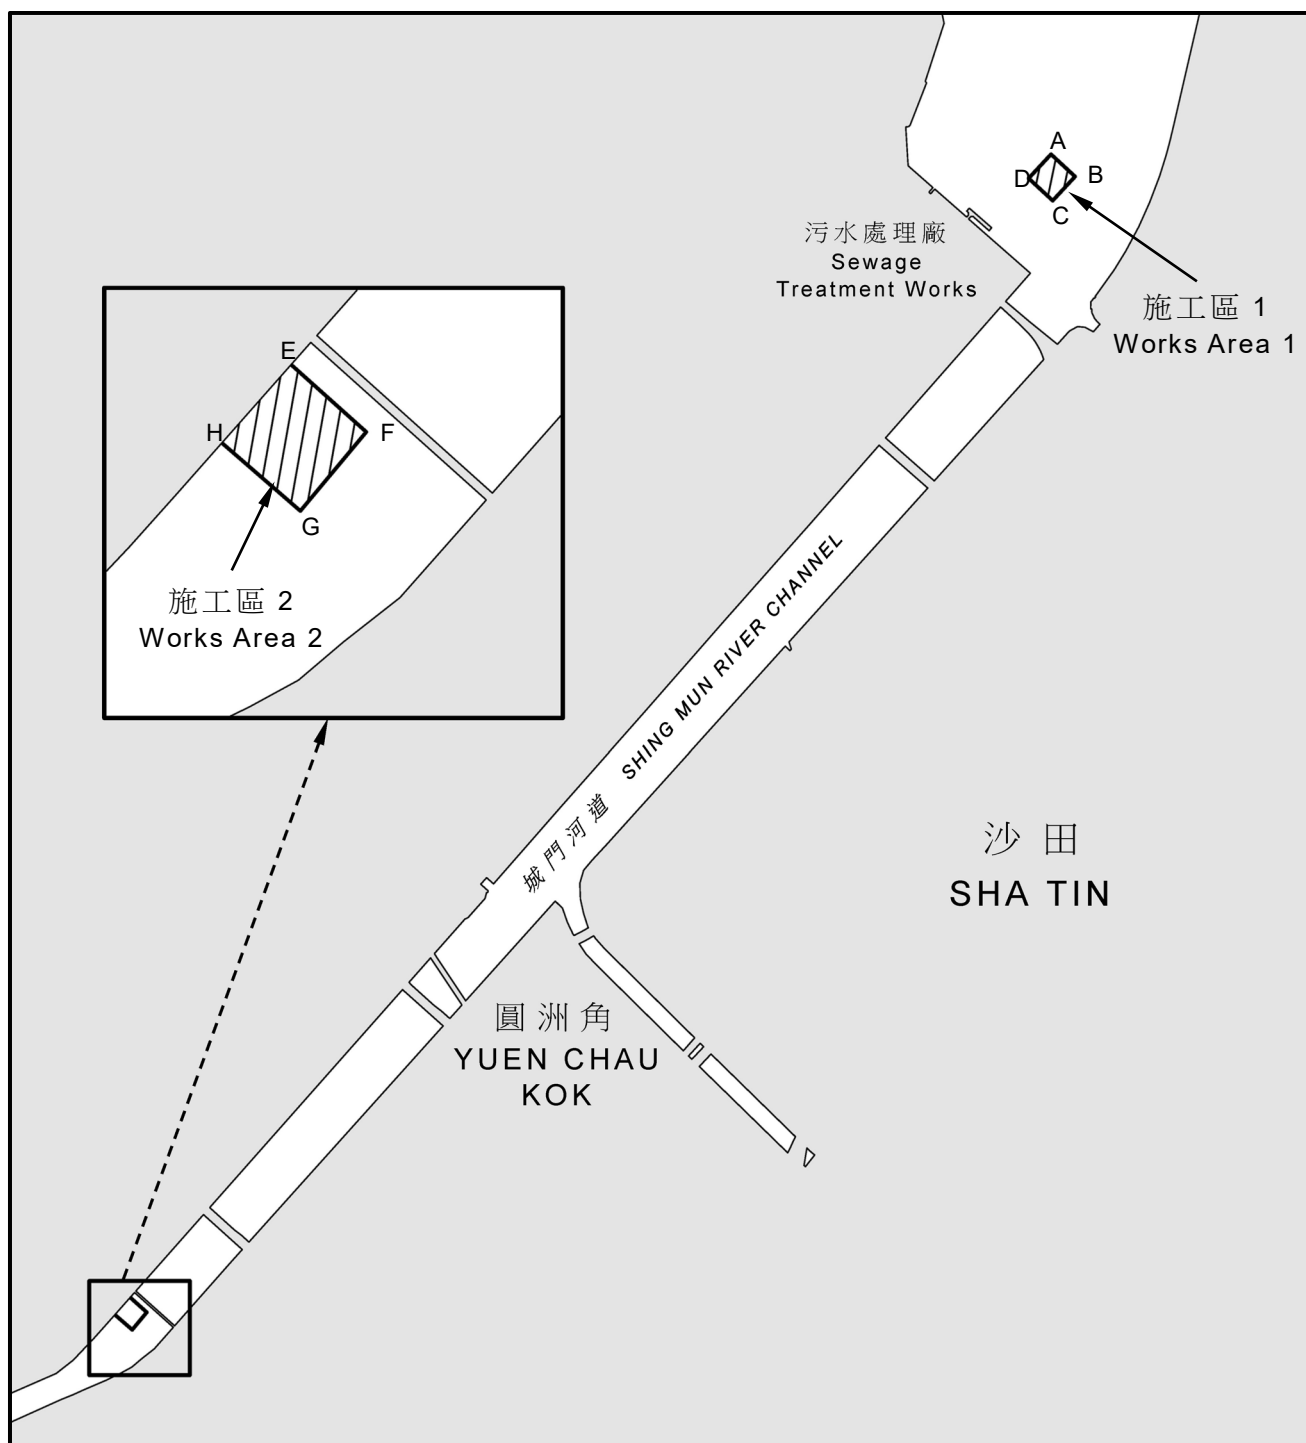 A
B
C
D
污水處理廠
Sewage
Treatment Works
施工區 1
Works Area 1
E
F
G
H
施工區 2
Works Area 2
城門河道 SHING MUN RIVER CHANNEL
沙田
SHA TIN
圓洲角
YUEN CHAU
KOK